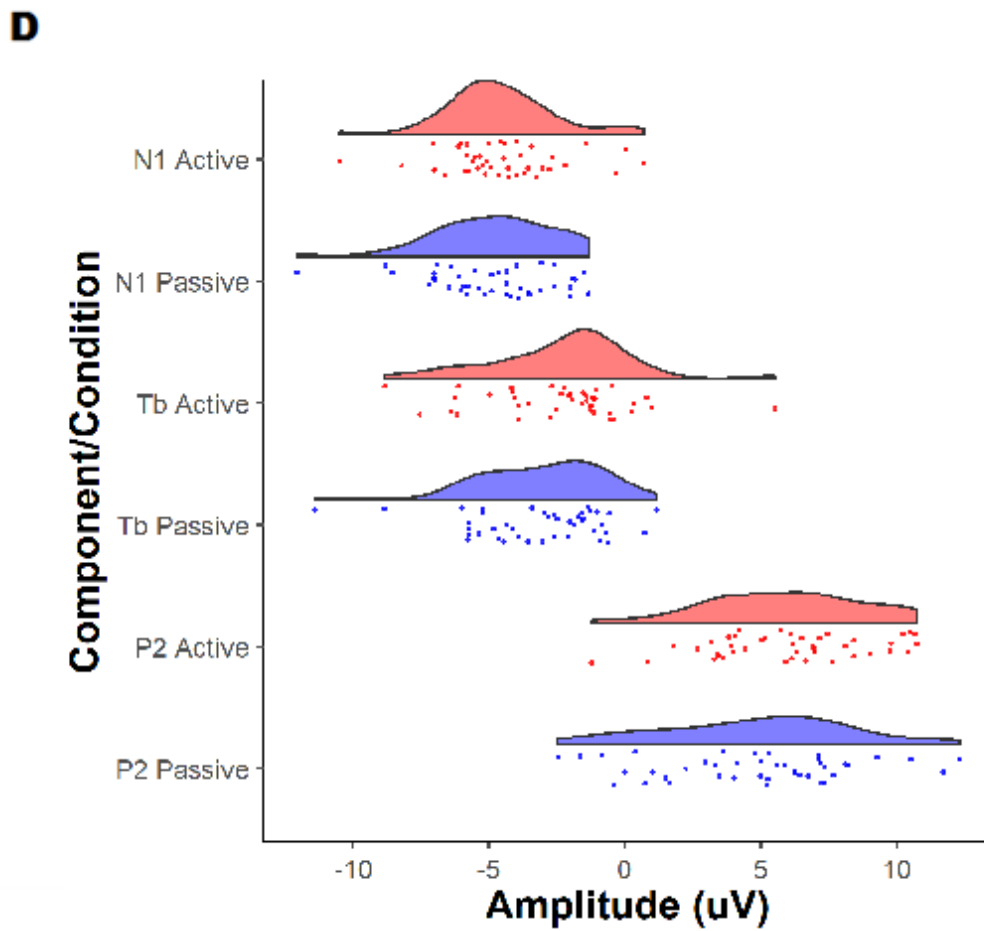 D
Component/Condition
N1 Active
N1 Passive
Tb Active
Tb Passive
P2 Active
P2 Passive
-10 -5 0 5 10
Amplitude (uV)